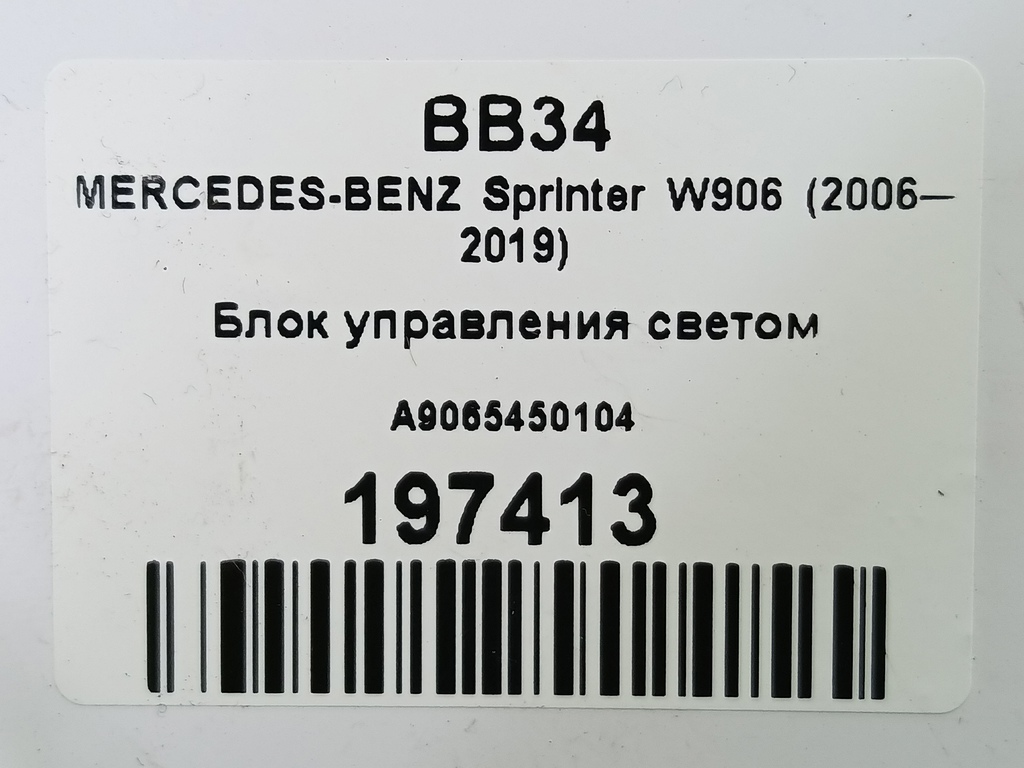 BB34
MERCEDES-BENZ Sprinter W906 (2006—
2019)
Блок управления светом
A9065450104
197413